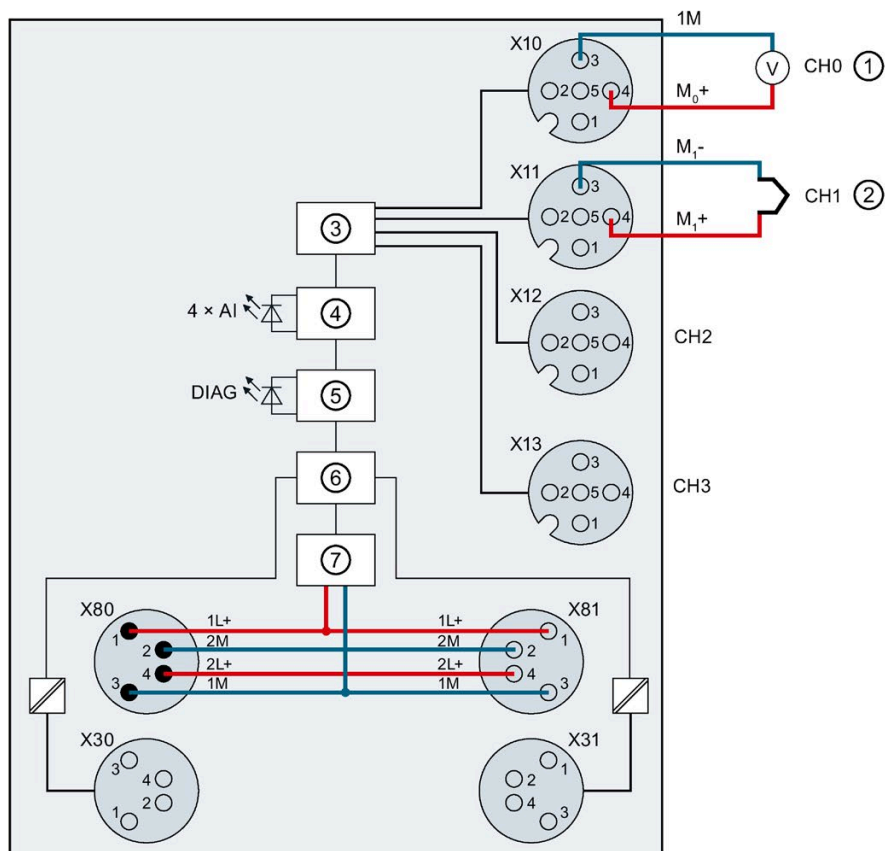 1M
X10
3
2 5 4
1
V
CH0 1
M0+
M1-
X11
3
2 5 4
1
CH1 2
M1+
3
X12
3
2 5 4
1
CH2
4 × AI
4
DIAG
5
X13
3
2 5 4
1
CH3
6
7
X80
X81
1L+ 1L+
1 1
2M 2M
2 2
2L+ 2L+
4 4
1M 1M
3 3
X30
X31
3
4
2
1
1
2
4
3